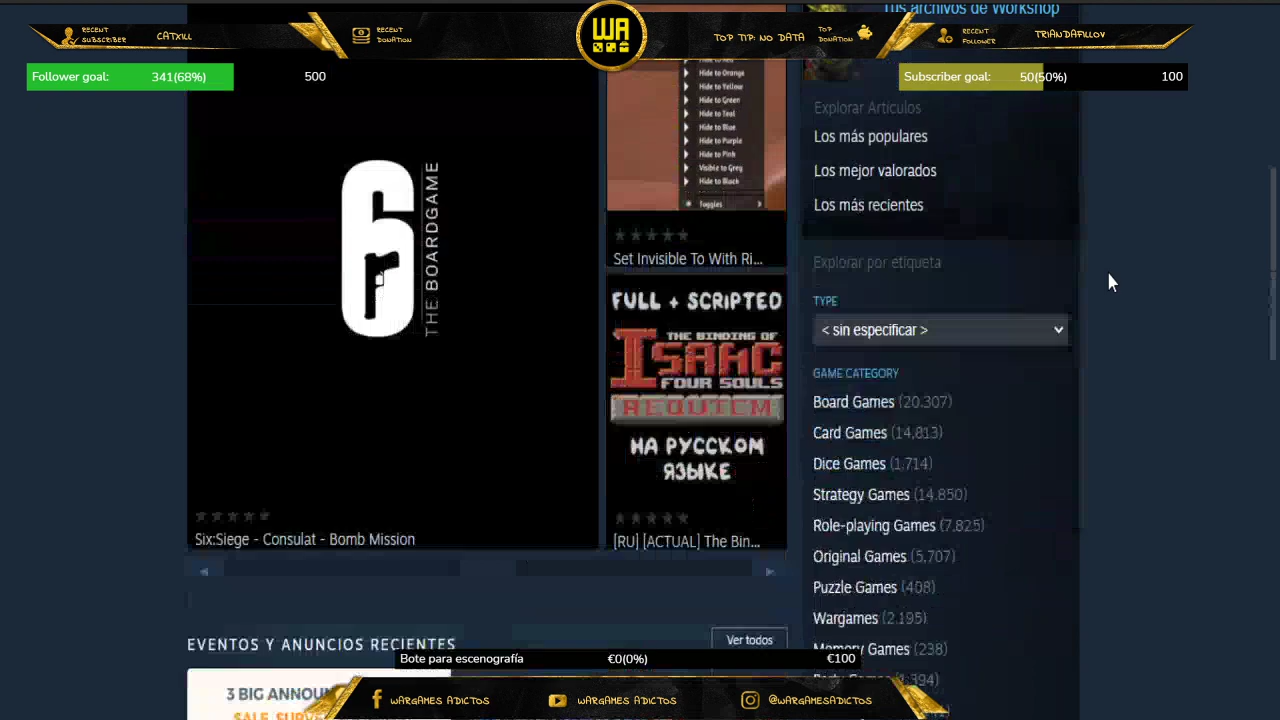 Tus archivos de Workshop
RECENT
SUBSCRIBER
CATXILL
RECENT
DONATION
WA
TOP TIP: NO DATA
TOP
DONATION
RECENT
FOLLOWER
TRIANDAFILLOV
Follower goal: 341(68%) 500
Subscriber goal: 50(50%) 100
Hide to Orange
Hide to Yellow
Hide to Green
Hide to Teal
Hide to Blue
Hide to Purple
Hide to Pink
Visible to Grey
Hide to Black
Toggles
6
THE BOARDGAME
Set Invisible To With Ri...
FULL + SCRIPTED
THE BINDING OF
ISAAC
FOUR SOULS
REQUIEM
НА РУССКОМ
ЯЗЫКЕ
Six:Siege - Consulat - Bomb Mission
[RU] [ACTUAL] The Bin...
Explorar Artículos
Los más populares
Los mejor valorados
Los más recientes
Explorar por etiqueta
TYPE
< sin especificar >
GAME CATEGORY
Board Games (20.307)
Card Games (14,813)
Dice Games (1.714)
Strategy Games (14.850)
Role-playing Games (7.825)
Original Games (5,707)
Puzzle Games (408)
Wargames (2.195)
Memory Games (238)
EVENTOS Y ANUNCIOS RECIENTES
Ver todos
Bote para escenografía €0(0%) €100
3 BIG
WARGAMES ADICTOS
WARGAMES ADICTOS
@WARGAMESADICTOS